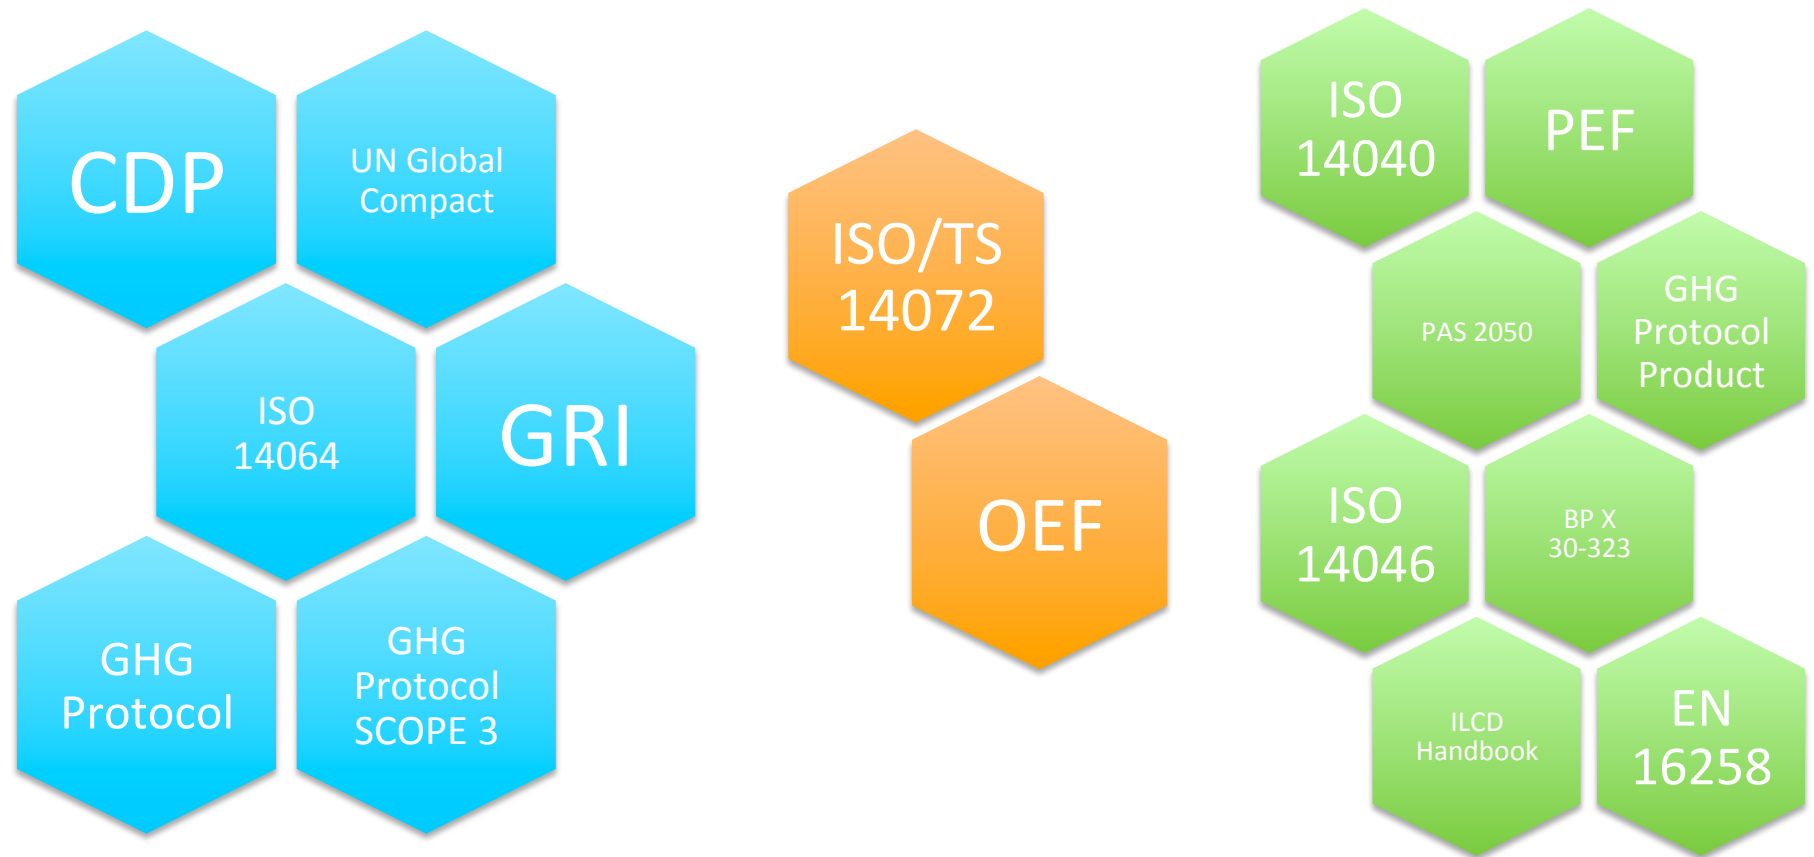 CDP
UN Global
Compact
ISO
14064
GRI
GHG
Protocol
GHG
Protocol
SCOPE 3
ISO/TS
14072
OEF
ISO
14040
PEF
PAS 2050
GHG
Protocol
Product
ISO
14046
BP X
30-323
ILCD
Handbook
EN
16258